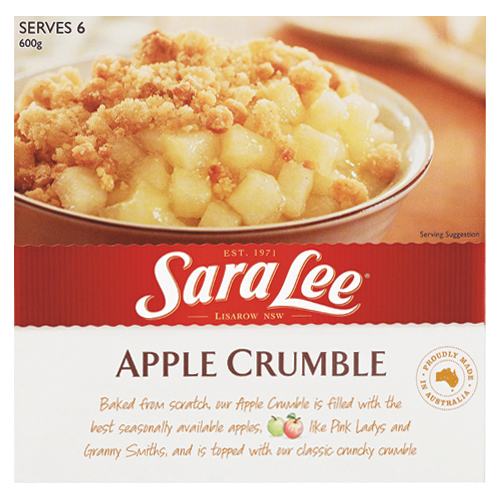 SERVES 6
600g
Serving Suggestion
EST. 1971
Sara Lee®
LISAROW NSW
APPLE CRUMBLE
PROUDLY MADE
IN AUSTRALIA
Baked from scratch, our Apple Crumble is filled with the
best seasonally available apples, like Pink Ladys and
Granny Smiths, and is topped with our classic crunchy crumble